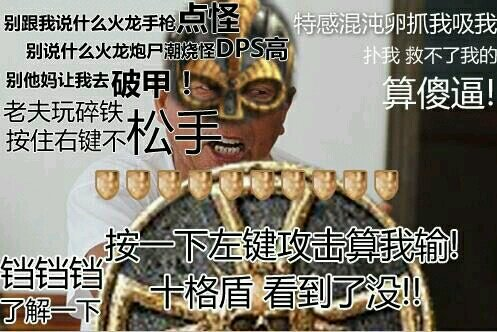 别跟我说什么火龙手枪点怪
别说什么火龙炮尸潮烧怪DPS高
别他妈让我去破甲！
老夫玩碎铁
按住右键不松手
特感混沌卵抓我吸我
扑我 救不了我的
算傻逼!
按一下左键攻击算我输!
十格盾 看到了没!!
铛铛铛
了解一下